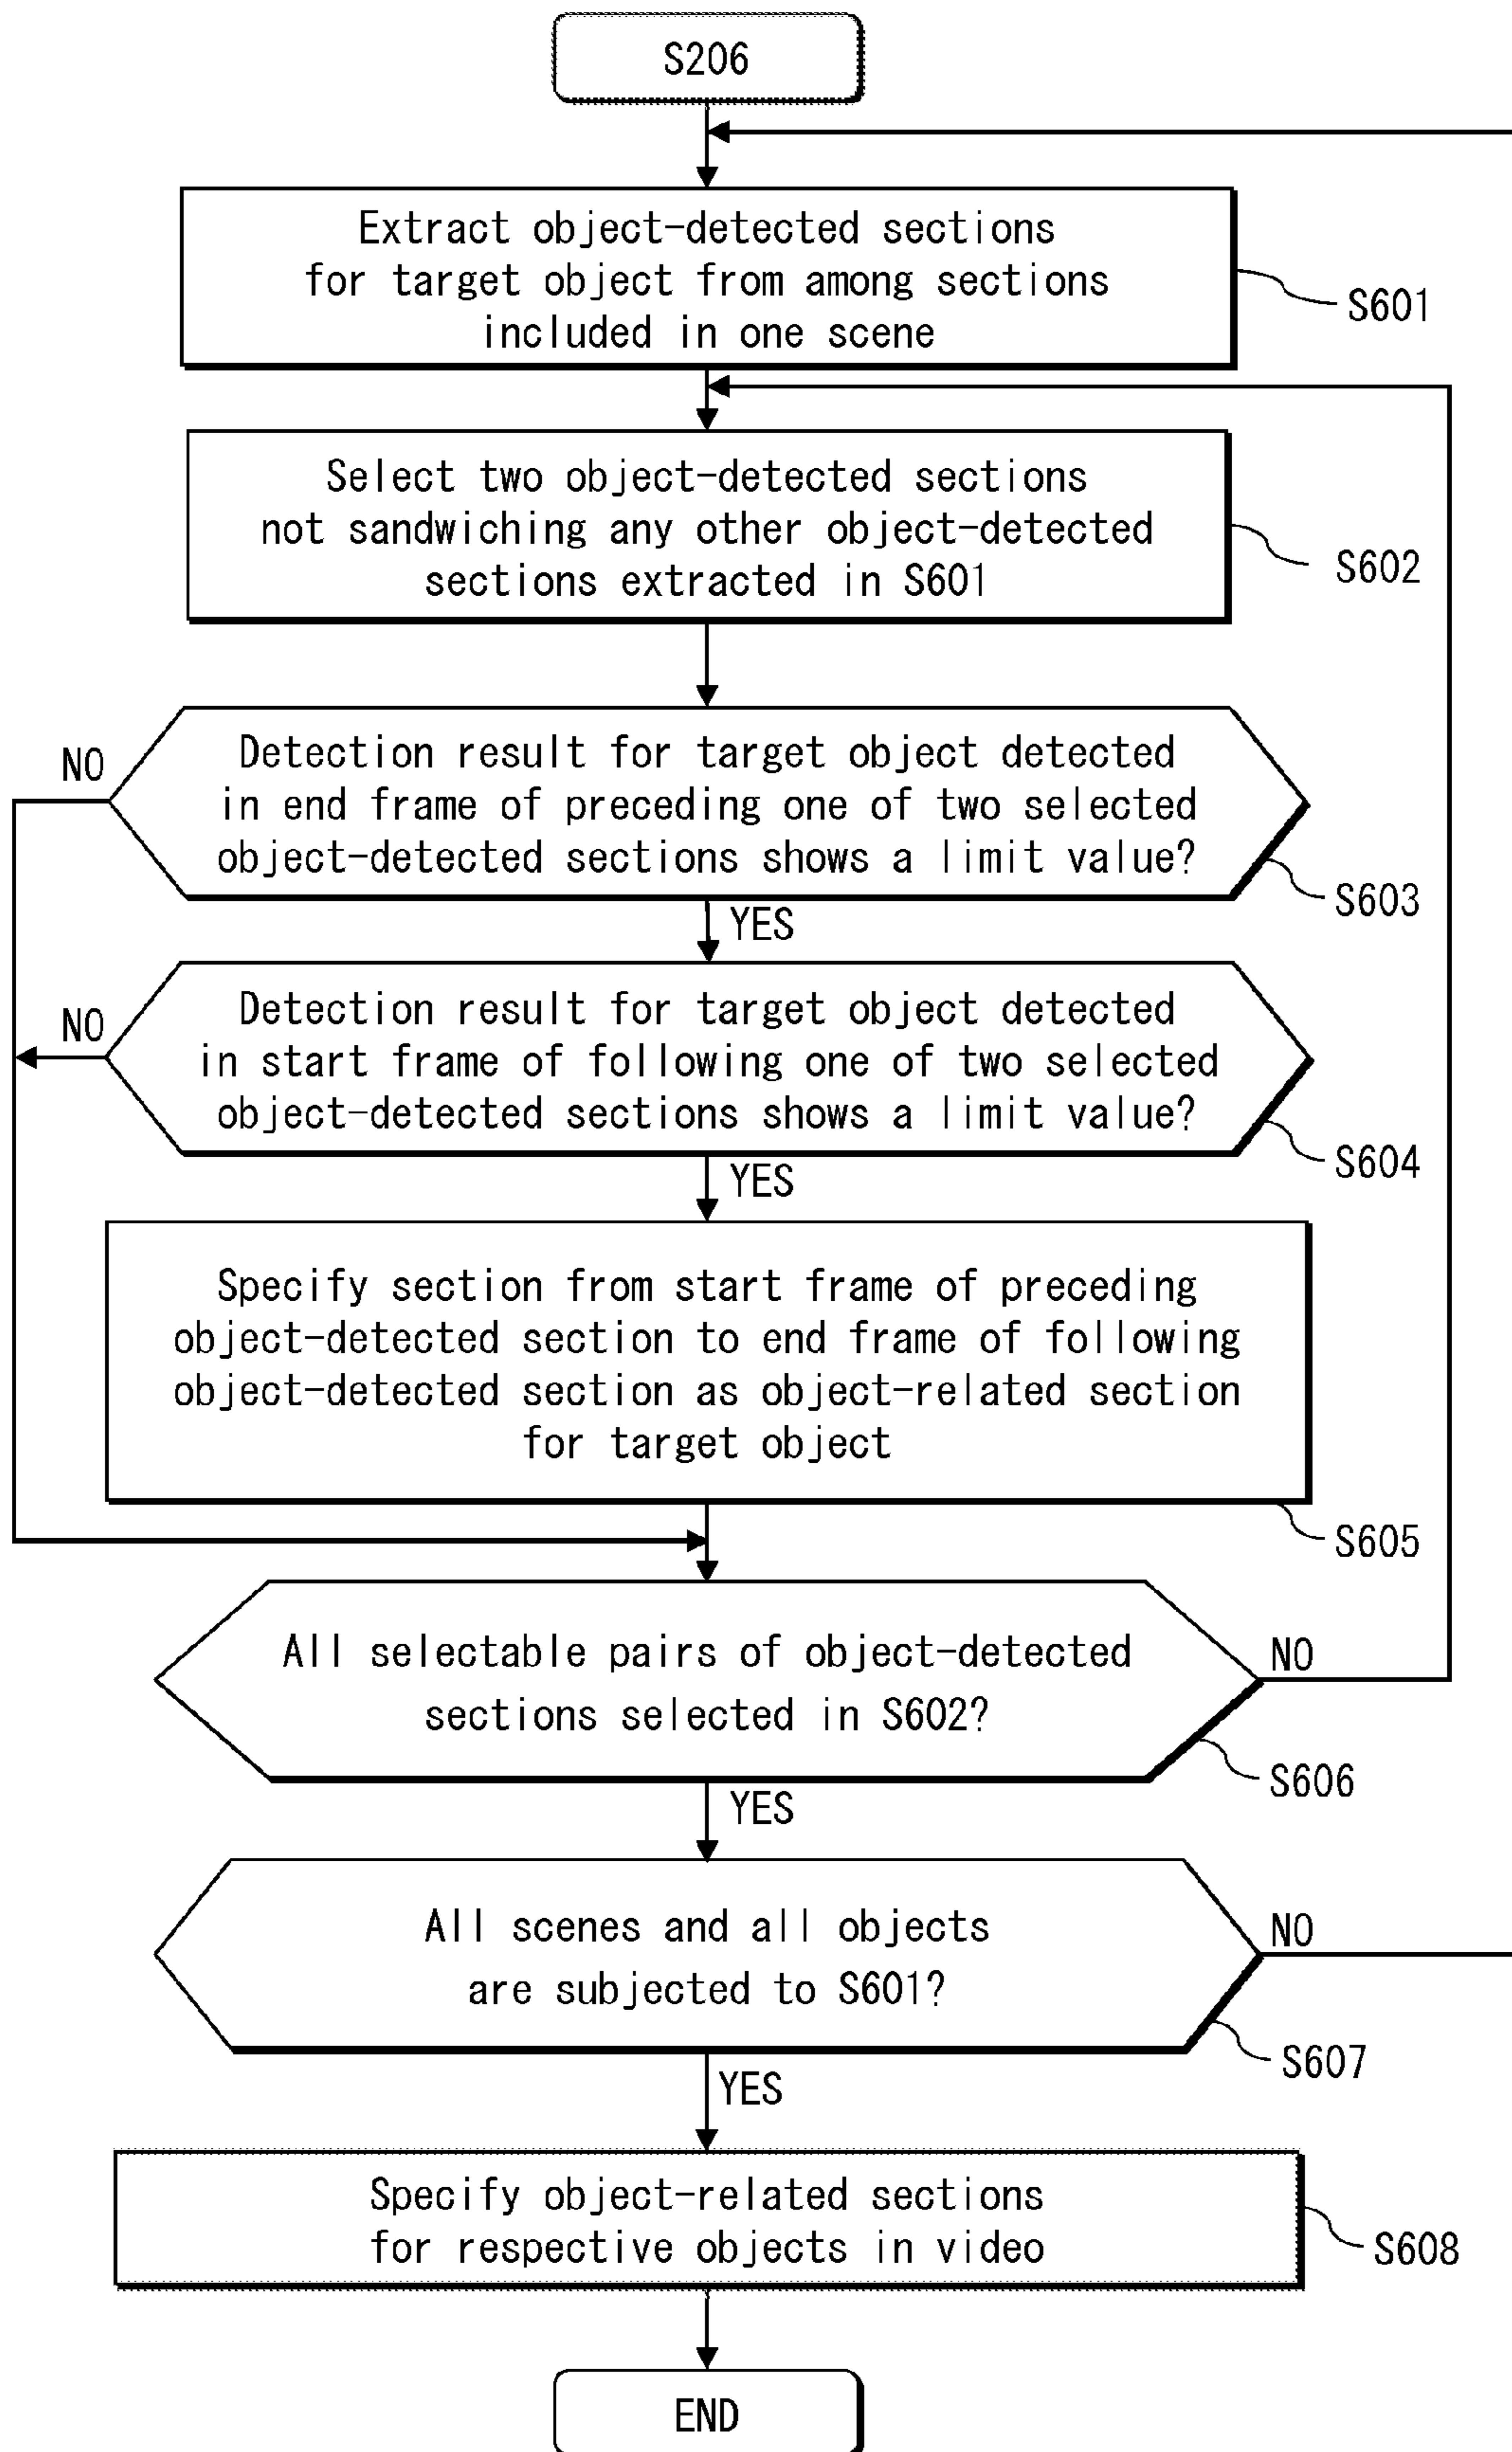 S206
Extract object-detected sections
for target object from among sections
included in one scene
S601
Select two object-detected sections
not sandwiching any other object-detected
sections extracted in S601
S602
NO
Detection result for target object detected
in end frame of preceding one of two selected
object-detected sections shows a limit value?
S603
YES
NO
Detection result for target object detected
in start frame of following one of two selected
object-detected sections shows a limit value?
S604
YES
Specify section from start frame of preceding
object-detected section to end frame of following
object-detected section as object-related section
for target object
S605
All selectable pairs of object-detected
sections selected in S602?
NO
S606
YES
All scenes and all objects
are subjected to S601?
NO
S607
YES
Specify object-related sections
for respective objects in video
S608
END